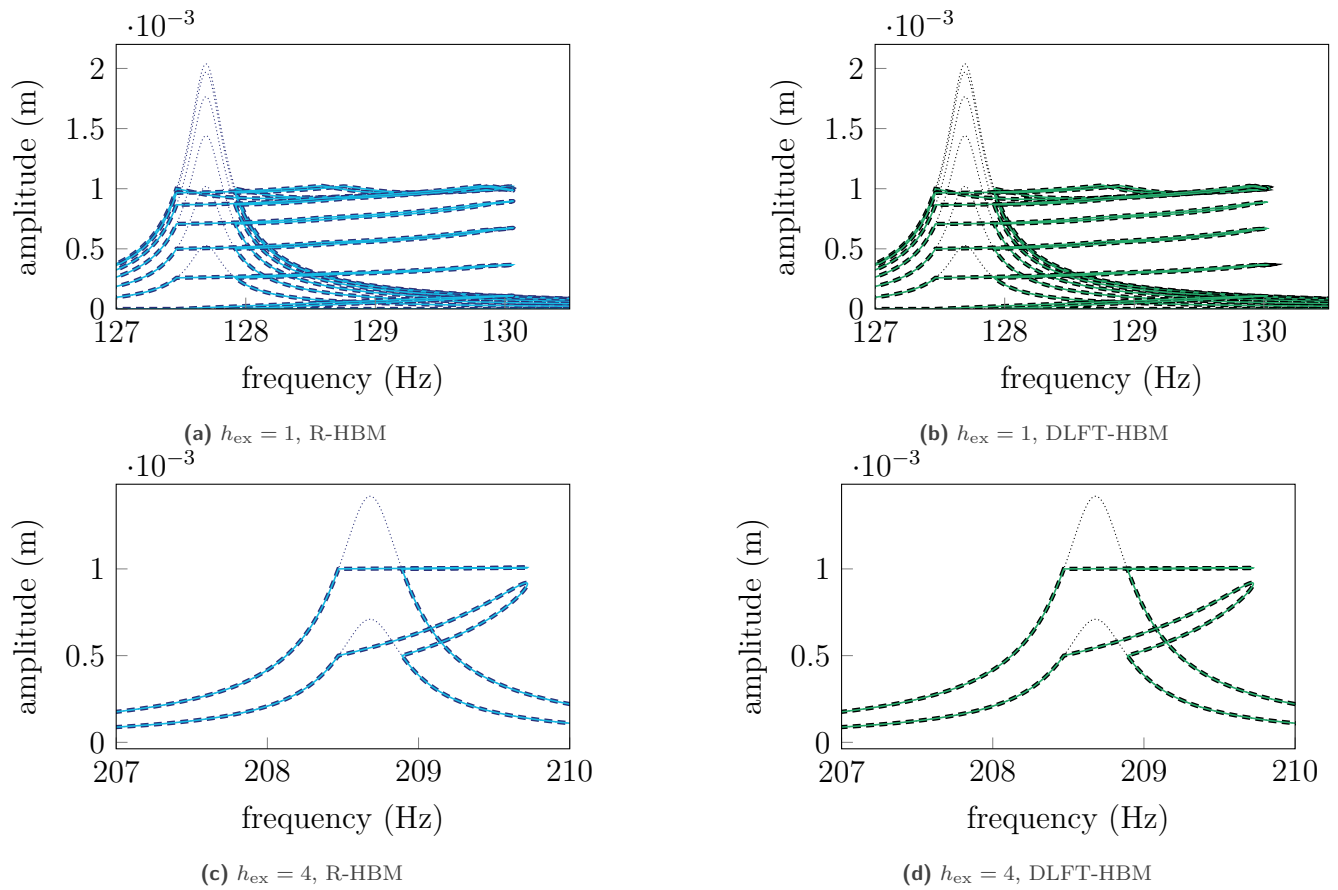 ·10⁻³
2
1.5
1
0.5
0
amplitude (m)
127 128 129 130
frequency (Hz)
(a) h_ex = 1, R-HBM
·10⁻³
2
1.5
1
0.5
0
amplitude (m)
127 128 129 130
frequency (Hz)
(b) h_ex = 1, DLFT-HBM
·10⁻³
1
0.5
0
amplitude (m)
207 208 209 210
frequency (Hz)
(c) h_ex = 4, R-HBM
·10⁻³
1
0.5
0
amplitude (m)
207 208 209 210
frequency (Hz)
(d) h_ex = 4, DLFT-HBM